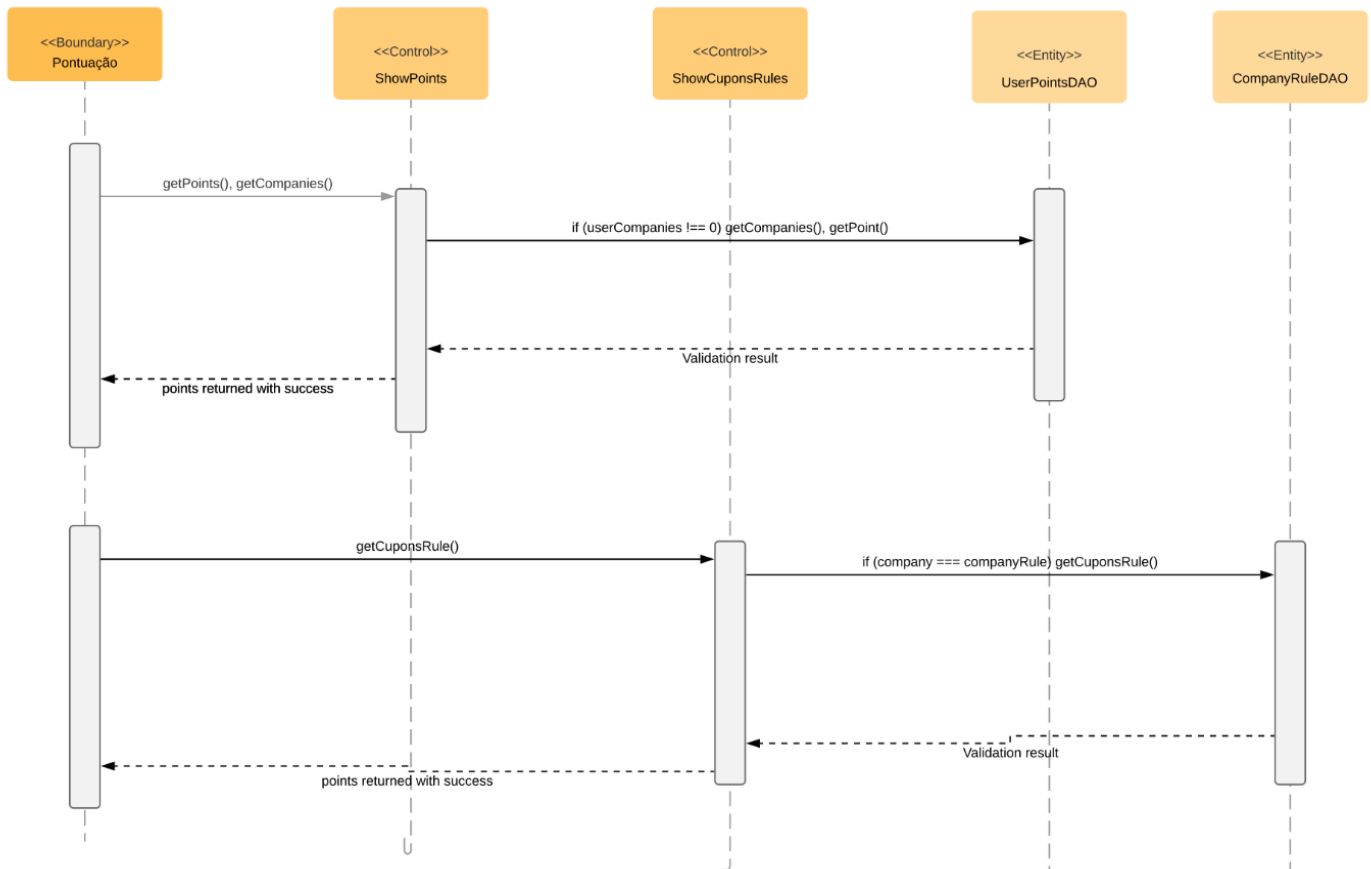 <<Boundary>>
Pontuação
<<Control>>
ShowPoints
<<Control>>
ShowCuponsRules
<<Entity>>
UserPointsDAO
<<Entity>>
CompanyRuleDAO
getPoints(), getCompanies()
if (userCompanies !== 0) getCompanies(), getPoint()
Validation result
points returned with success
getCuponsRule()
if (company === companyRule) getCuponsRule()
Validation result
points returned with success